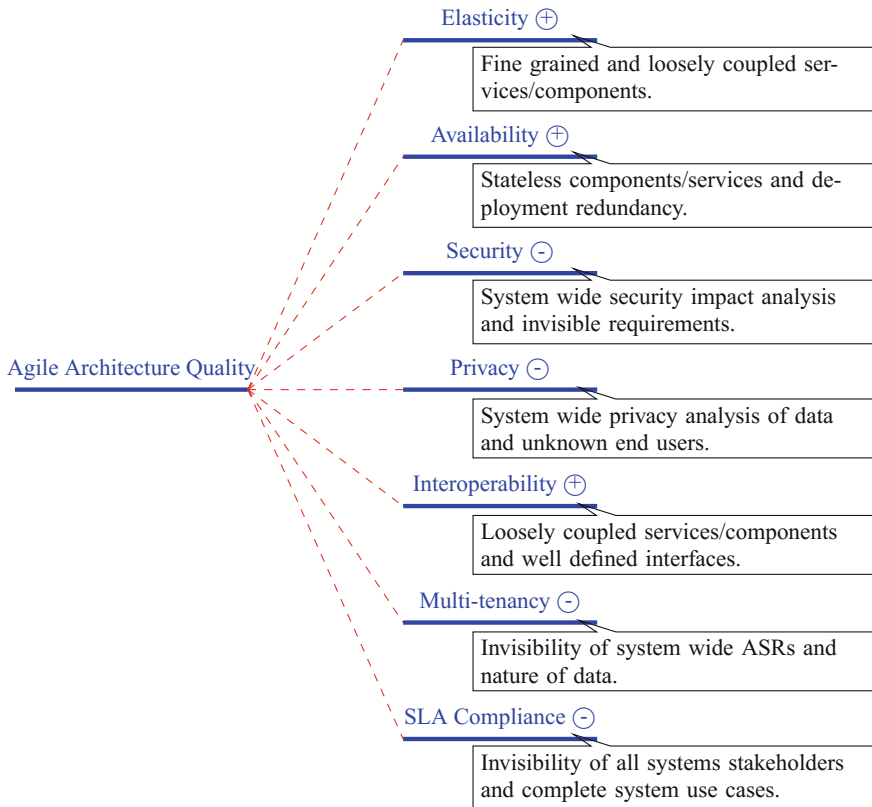 Elasticity ⊕
Fine grained and loosely coupled ser-
vices/components.
Availability ⊕
Stateless components/services and de-
ployment redundancy.
Security ⊖
System wide security impact analysis
and invisible requirements.
Agile Architecture Quality
Privacy ⊖
System wide privacy analysis of data
and unknown end users.
Interoperability ⊕
Loosely coupled services/components
and well defined interfaces.
Multi-tenancy ⊖
Invisibility of system wide ASRs and
nature of data.
SLA Compliance ⊖
Invisibility of all systems stakeholders
and complete system use cases.